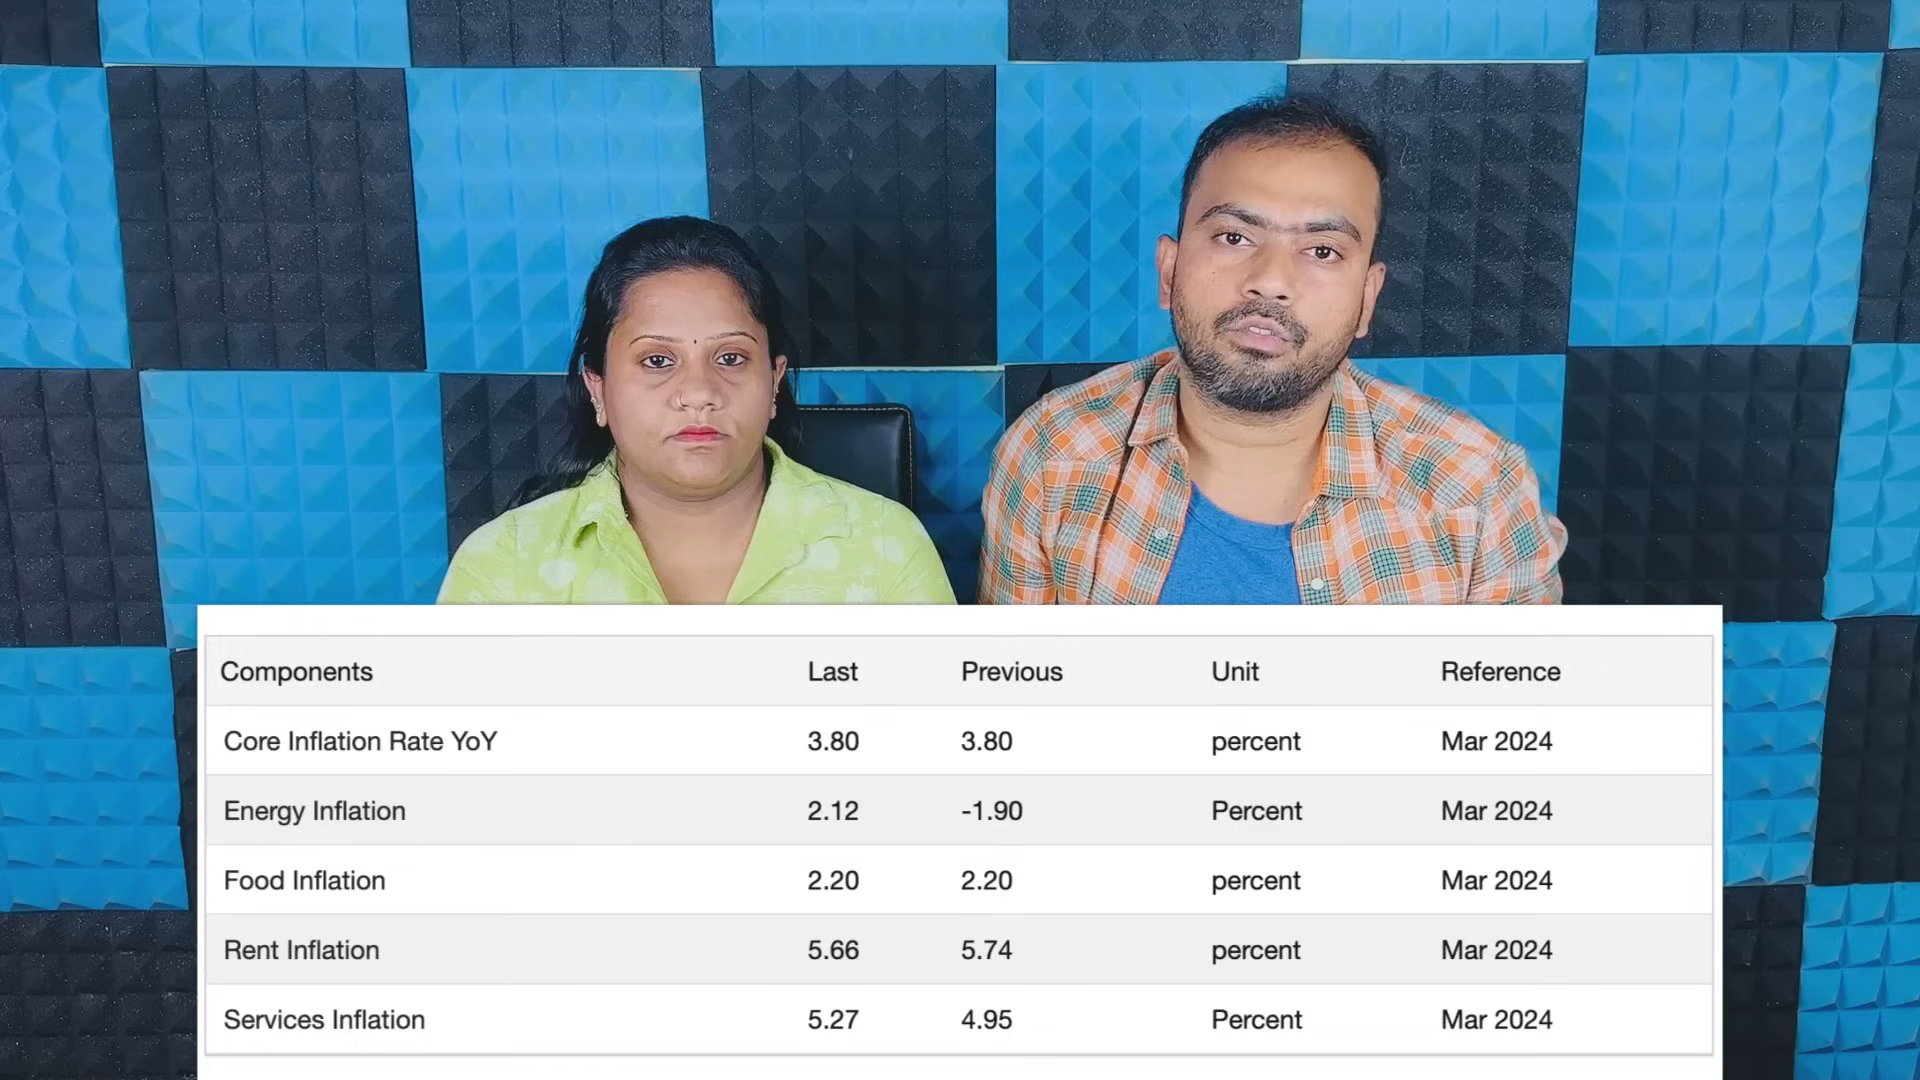 Components Last Previous Unit Reference
Core Inflation Rate YoY 3.80 3.80 percent Mar 2024
Energy Inflation 2.12 -1.90 Percent Mar 2024
Food Inflation 2.20 2.20 percent Mar 2024
Rent Inflation 5.66 5.74 percent Mar 2024
Services Inflation 5.27 4.95 Percent Mar 2024